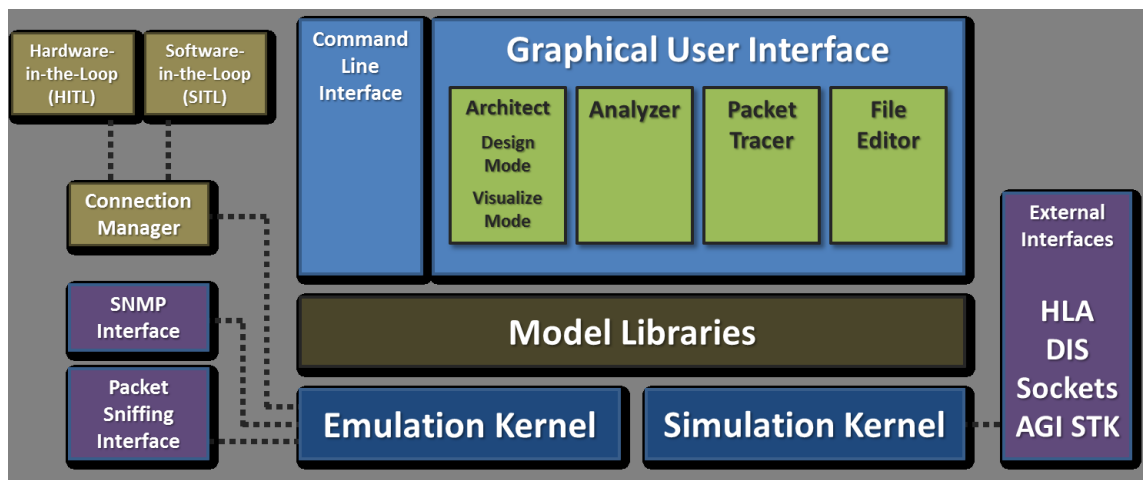 Hardware-
in-the-Loop
(HITL)
Software-
in-the-Loop
(SITL)
Connection
Manager
SNMP
Interface
Packet
Sniffing
Interface
Command
Line
Interface
Graphical User Interface
Architect
Design
Mode
Visualize
Mode
Analyzer
Packet
Tracer
File
Editor
Model Libraries
Emulation Kernel
Simulation Kernel
External
Interfaces
HLA
DIS
Sockets
AGI STK